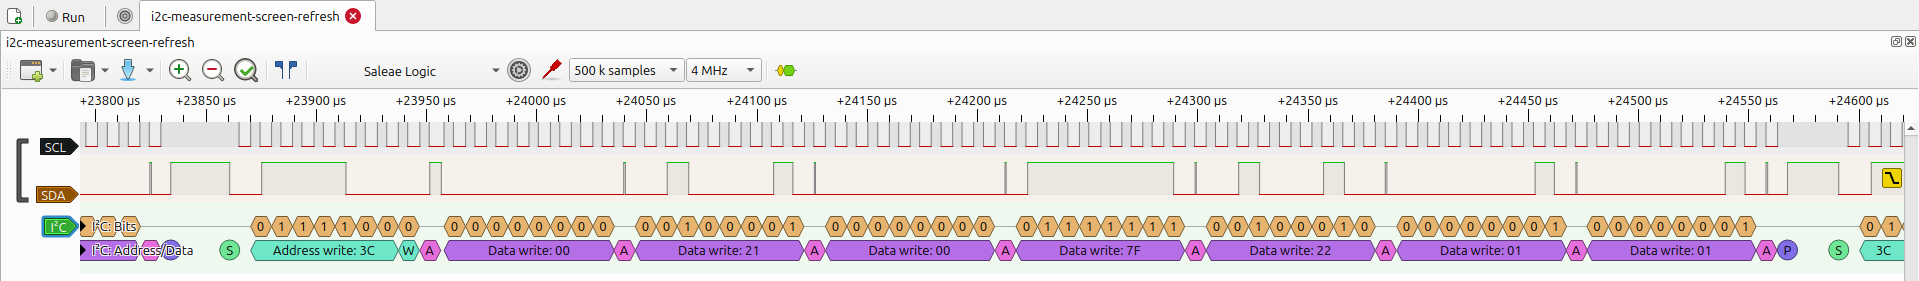 Run
i2c-measurement-screen-refresh
i2c-measurement-screen-refresh
Saleae Logic
500 k samples
4 MHz
+23800 µs +23850 µs +23900 µs +23950 µs +24000 µs +24050 µs +24100 µs +24150 µs +24200 µs +24250 µs +24300 µs +24350 µs +24400 µs +24450 µs +24500 µs +24550 µs +24600 µs
SCL
SDA
I²C I²C: Bits 0 1 1 1 1 0 0 0 0 0 0 0 0 0 0 0 0 0 1 0 0 0 0 1 0 0 0 0 0 0 0 0 0 1 1 1 1 1 1 1 0 0 1 0 0 0 1 0 0 0 0 0 0 0 0 1 0 0 0 0 0 0 0 1 0 1
I²C: Address/Data S Address write: 3C W A Data write: 00 A Data write: 21 A Data write: 00 A Data write: 7F A Data write: 22 A Data write: 01 A Data write: 01 A P S 3C